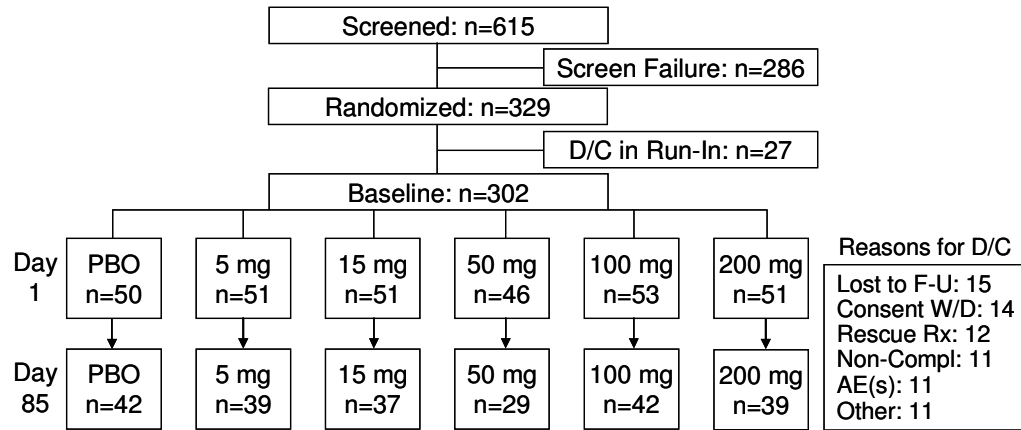 Screened: n=615
Screen Failure: n=286
Randomized: n=329
D/C in Run-In: n=27
Baseline: n=302
Day
1
PBO
n=50
5 mg
n=51
15 mg
n=51
50 mg
n=46
100 mg
n=53
200 mg
n=51
Day
85
PBO
n=42
5 mg
n=39
15 mg
n=37
50 mg
n=29
100 mg
n=42
200 mg
n=39
Reasons for D/C
Lost to F-U: 15
Consent W/D: 14
Rescue Rx: 12
Non-Compl: 11
AE(s): 11
Other: 11